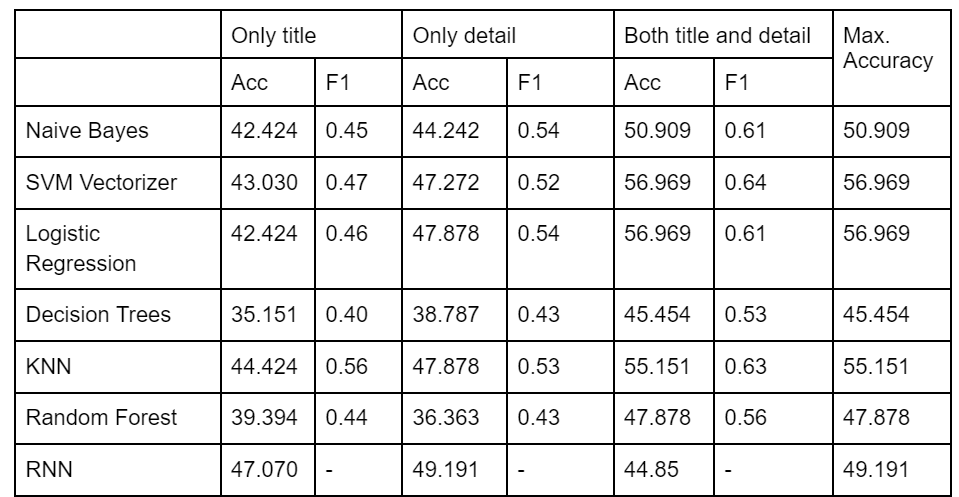 Only title Only detail Both title and detail Max. Accuracy
Acc F1 Acc F1 Acc F1
Naive Bayes 42.424 0.45 44.242 0.54 50.909 0.61 50.909
SVM Vectorizer 43.030 0.47 47.272 0.52 56.969 0.64 56.969
Logistic Regression 42.424 0.46 47.878 0.54 56.969 0.61 56.969
Decision Trees 35.151 0.40 38.787 0.43 45.454 0.53 45.454
KNN 44.424 0.56 47.878 0.53 55.151 0.63 55.151
Random Forest 39.394 0.44 36.363 0.43 47.878 0.56 47.878
RNN 47.070 - 49.191 - 44.85 - 49.191